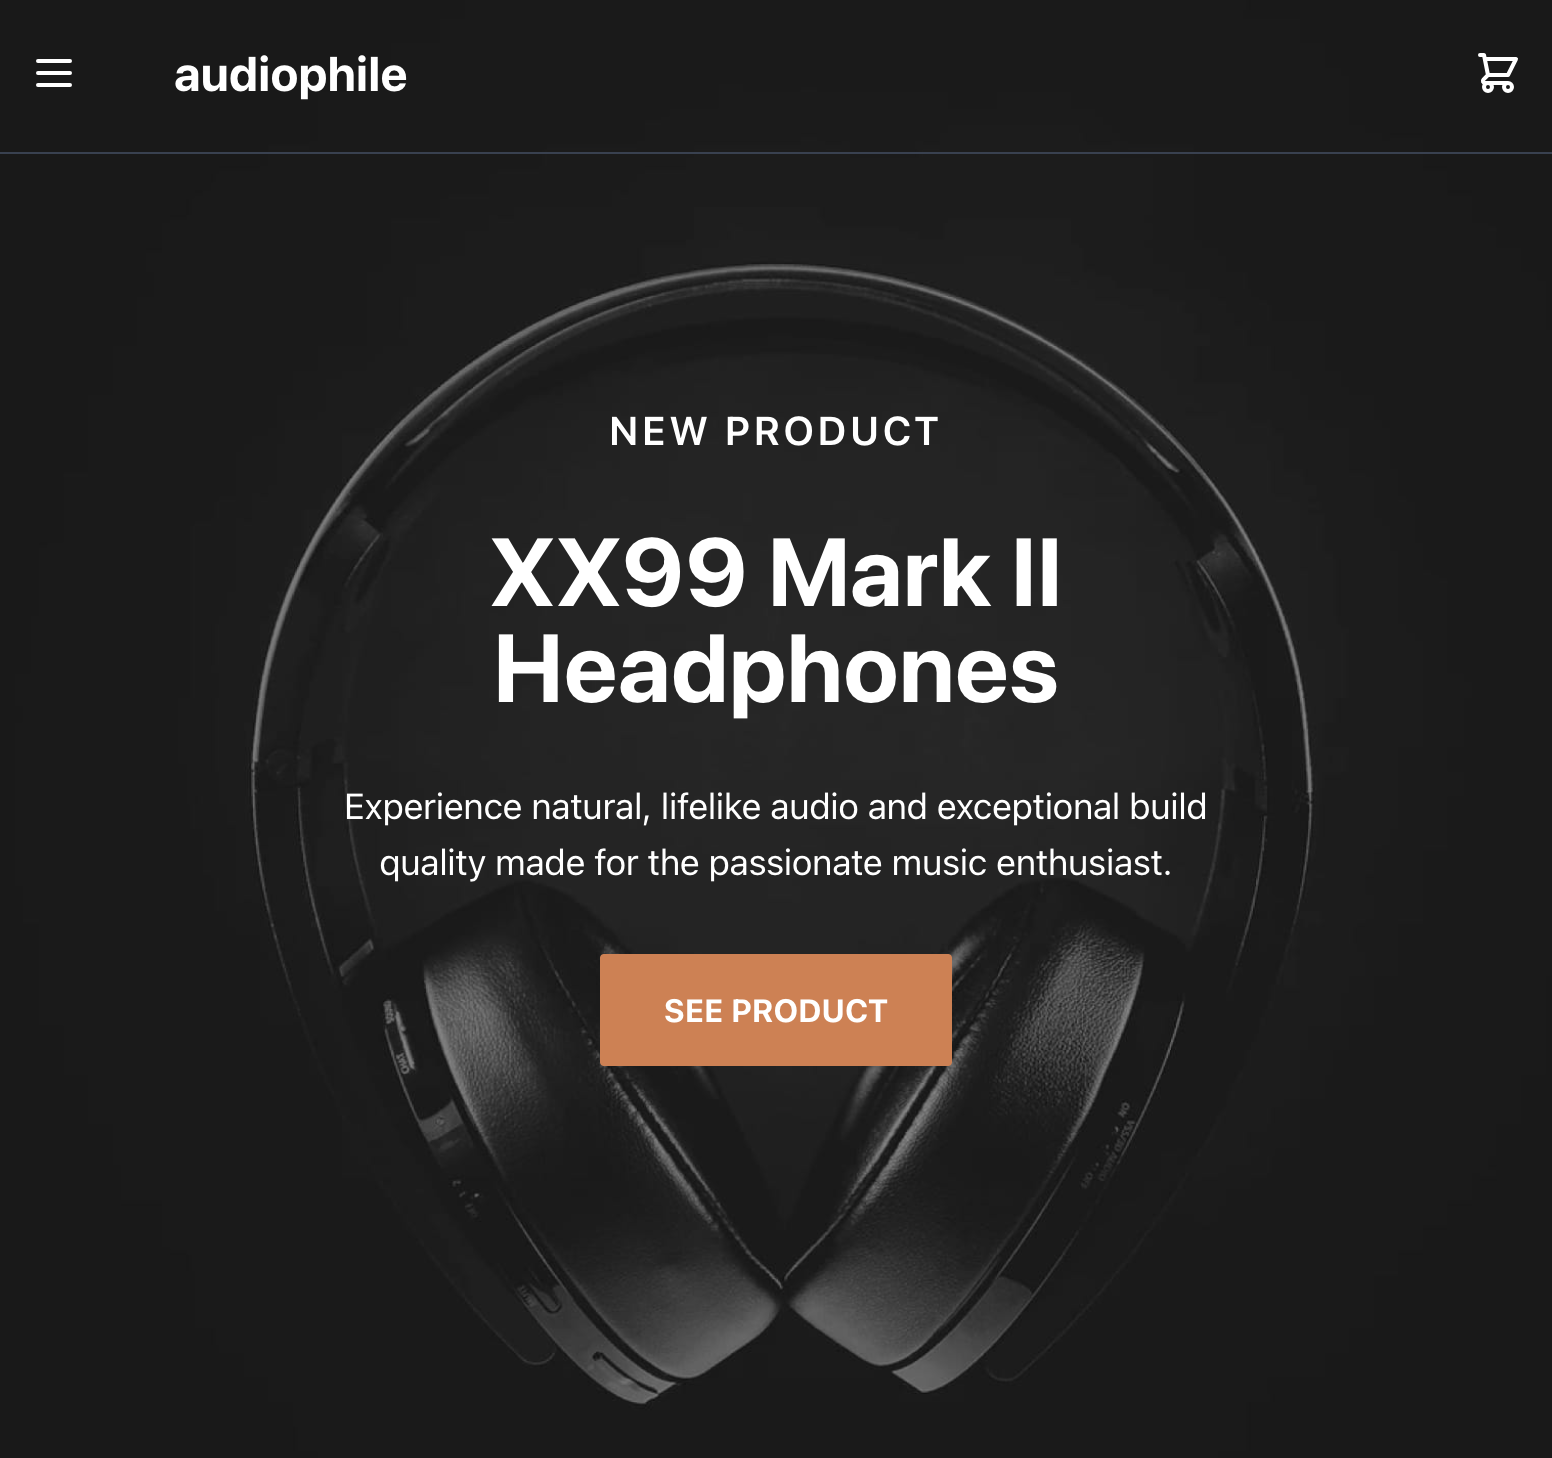 audiophile
NEW PRODUCT
XX99 Mark II
Headphones
Experience natural, lifelike audio and exceptional build
quality made for the passionate music enthusiast.
SEE PRODUCT